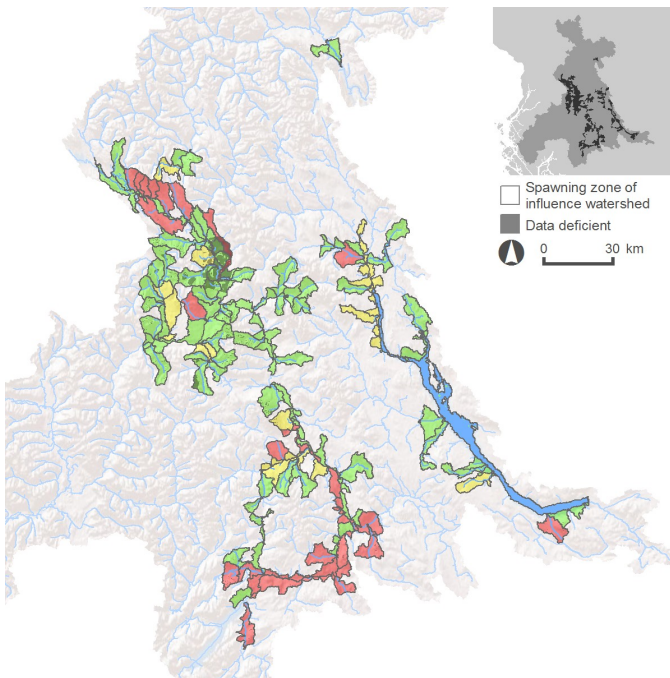 Spawning zone of
influence watershed
Data deficient
0 30 km